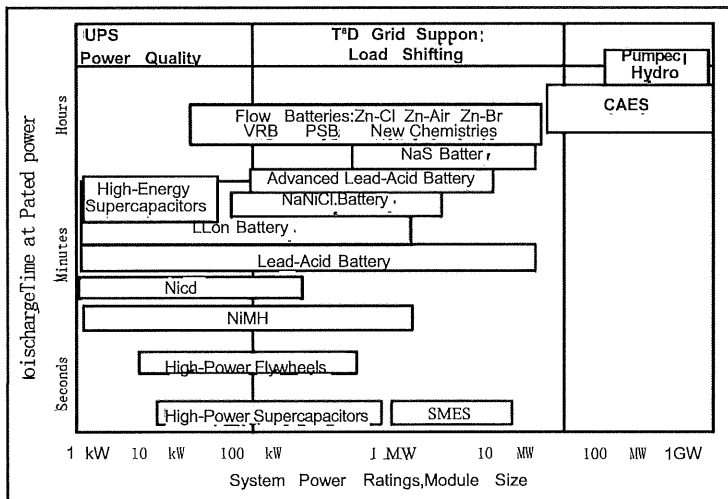 UPS
Power Quality
TªD Grid Suppon;
Load Shifting
Pumpec
Hydro
CAES
Flow Batteries:Zn-Cl Zn-Air Zn-Br
VRB PSB New Chemistries
NaS Batter
Advanced Lead-Acid Battery
High-Energy
Supercapacitors
NaNiCl.Battery
LLon Battery
Lead-Acid Battery
Nicd
NiMH
High-Power Flywheels
High-Power Supercapacitors
SMES
Hours
Minutes
Seconds
DischargeTime at Pated power
1 kW 10 kW 100 kW 1 MW 10 MW 100 MW 1GW
System Power Ratings,Module Size